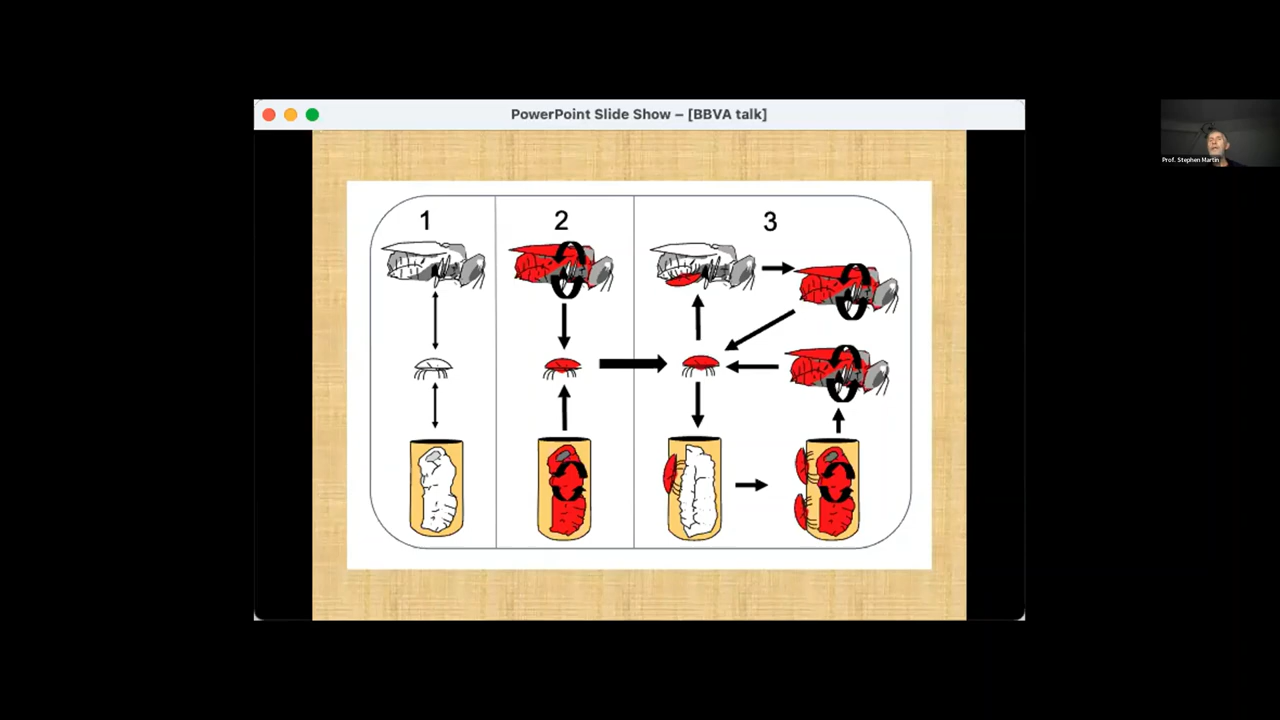 PowerPoint Slide Show – [BBVA talk]
Prof. Stephen Martin
1
2
3